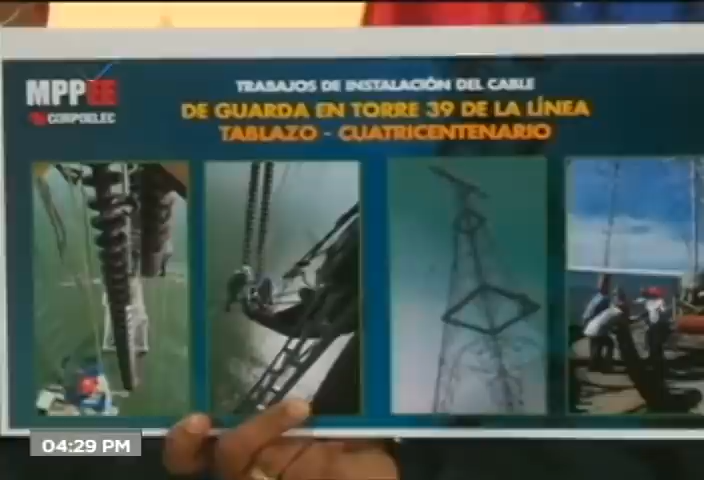 MPPEE
CORPOELEC
TRABAJOS DE INSTALACIÓN DEL CABLE
DE GUARDA EN TORRE 39 DE LA LÍNEA
TABLAZO - CUATRICENTENARIO
04:29 PM